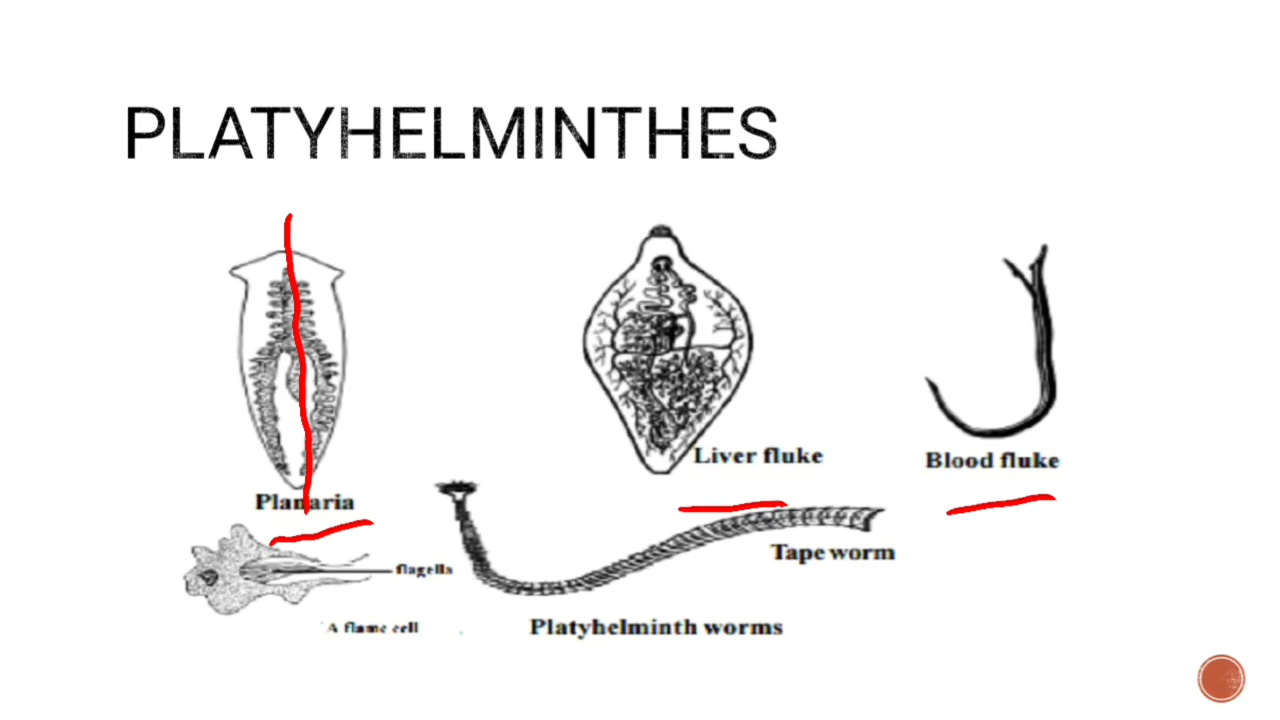 PLATYHELMINTHES
Liver fluke
Blood fluke
Planaria
Tape worm
flagella
A flame cell
Platyhelminth worms